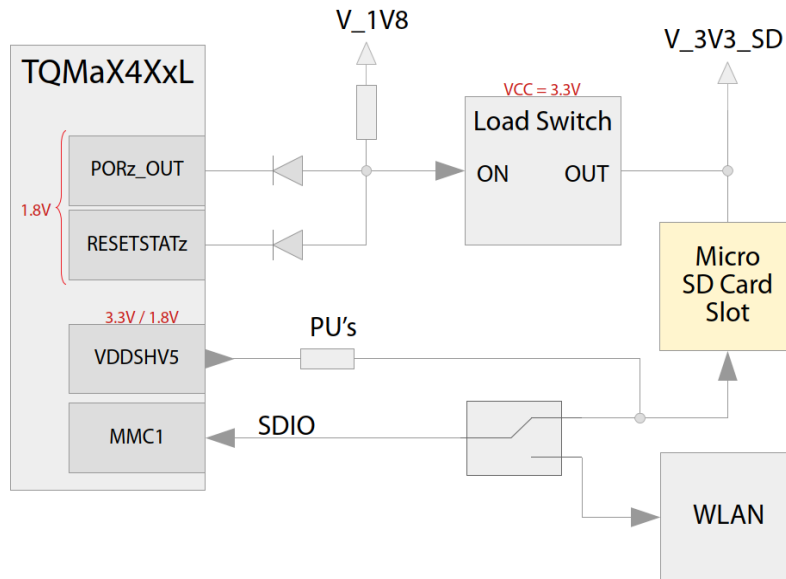 V_1V8
V_3V3_SD
TQMaX4XxL
VCC = 3.3V
Load Switch
PORz_OUT
ON
OUT
1.8V
RESETSTATz
Micro
SD Card
Slot
3.3V / 1.8V
PU's
VDDSHV5
MMC1
SDIO
WLAN